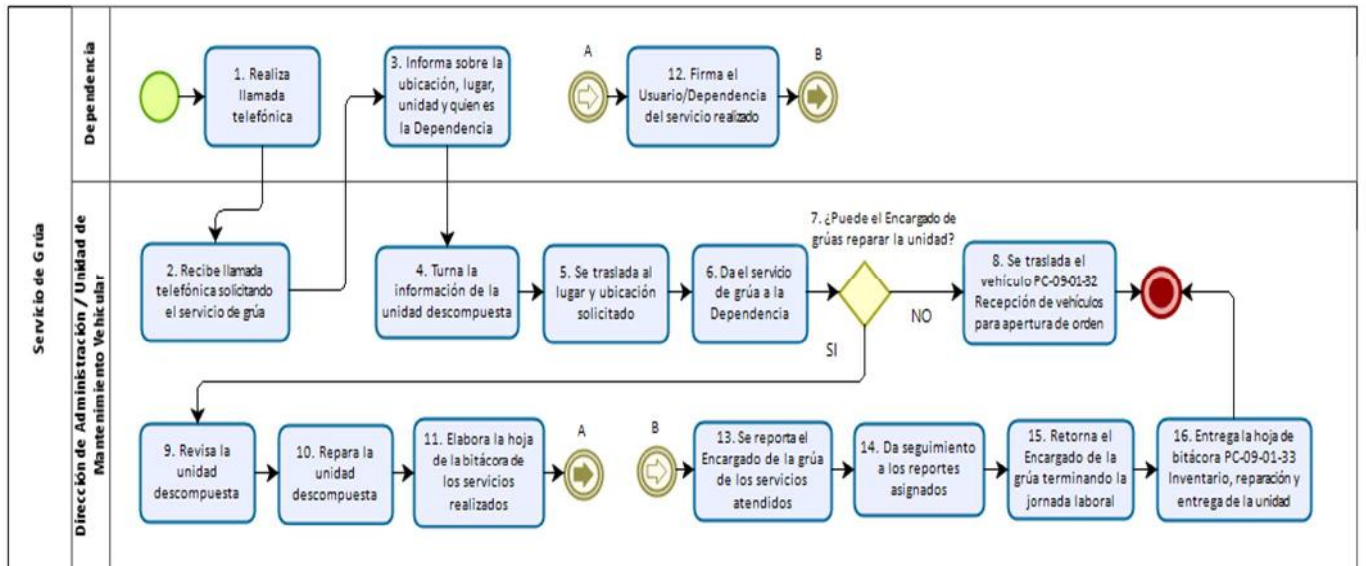 Servicio de Grúa
Dependencia
1. Realiza
llamada
telefónica
3. Informa sobre la
ubicación, lugar,
unidad y quien es
la Dependencia
A
12. Firma el
Usuario/Dependencia
del servicio realizado
B
Dirección de Administración / Unidad de
Mantenimiento Vehicular
2. Recibe llamada
telefónica solicitando
el servicio de grúa
4. Turna la
información de la
unidad descompuesta
5. Se traslada al
lugar y ubicación
solicitado
6. Da el servicio
de grúa a la
Dependencia
7. ¿Puede el Encargado de
grúas reparar la unidad?
NO
SI
8. Se traslada el
vehículo PC-09-01-32
Recepción de vehículos
para apertura de orden
9. Revisa la
unidad
descompuesta
10. Repara la
unidad
descompuesta
11. Elabora la hoja
de la bitácora de
los servicios
realizados
A
B
13. Se reporta el
Encargado de la grúa
de los servicios
atendidos
14. Da seguimiento
a los reportes
asignados
15. Retorna el
Encargado de la
grúa terminando la
jornada laboral
16. Entrega la hoja de
bitácora PC-09-01-33
Inventario, reparación y
entrega de la unidad